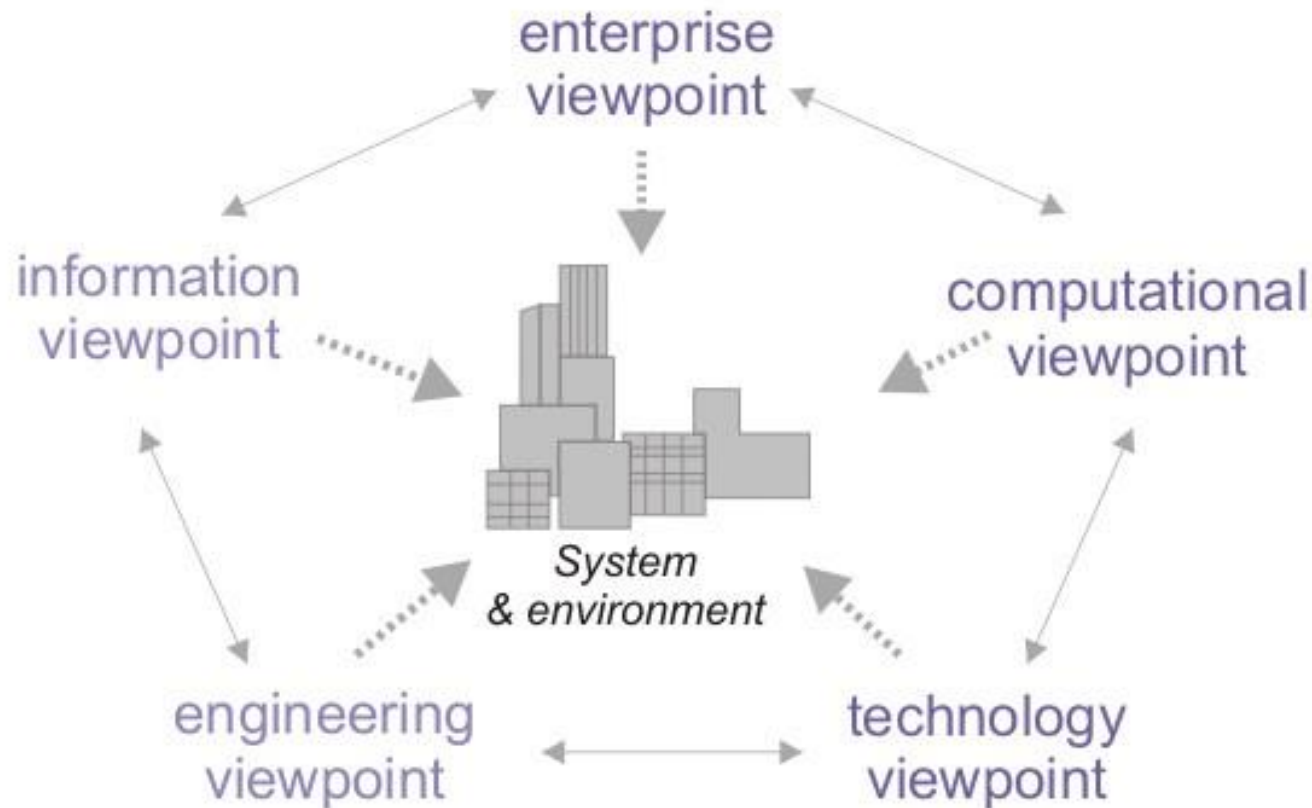 enterprise
viewpoint
information
viewpoint
computational
viewpoint
System
& environment
engineering
viewpoint
technology
viewpoint